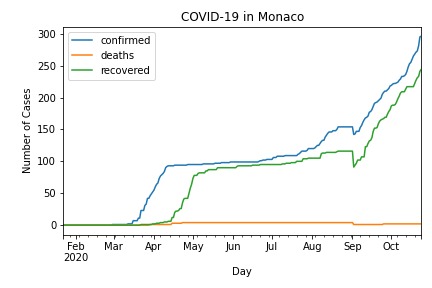 COVID-19 in Monaco
confirmed
deaths
recovered
Number of Cases
300
250
200
150
100
50
0
Feb Mar Apr May Jun Jul Aug Sep Oct
2020
Day